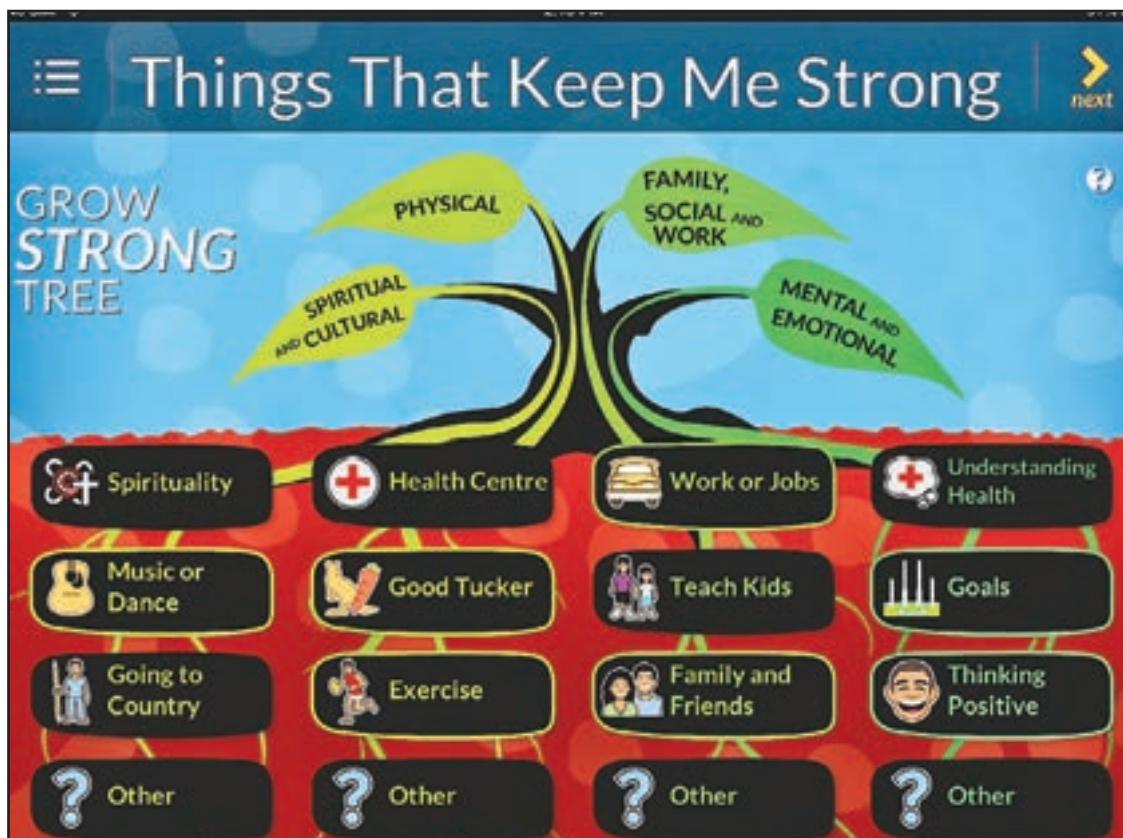 Things That Keep Me Strong
next
?
GROW
STRONG
TREE
PHYSICAL
FAMILY,
SOCIAL AND
WORK
SPIRITUAL
AND CULTURAL
MENTAL AND
EMOTIONAL
Spirituality
Health Centre
Work or Jobs
Understanding
Health
Music or
Dance
Good Tucker
Teach Kids
Goals
Going to
Country
Exercise
Family and
Friends
Thinking
Positive
? Other
? Other
? Other
? Other